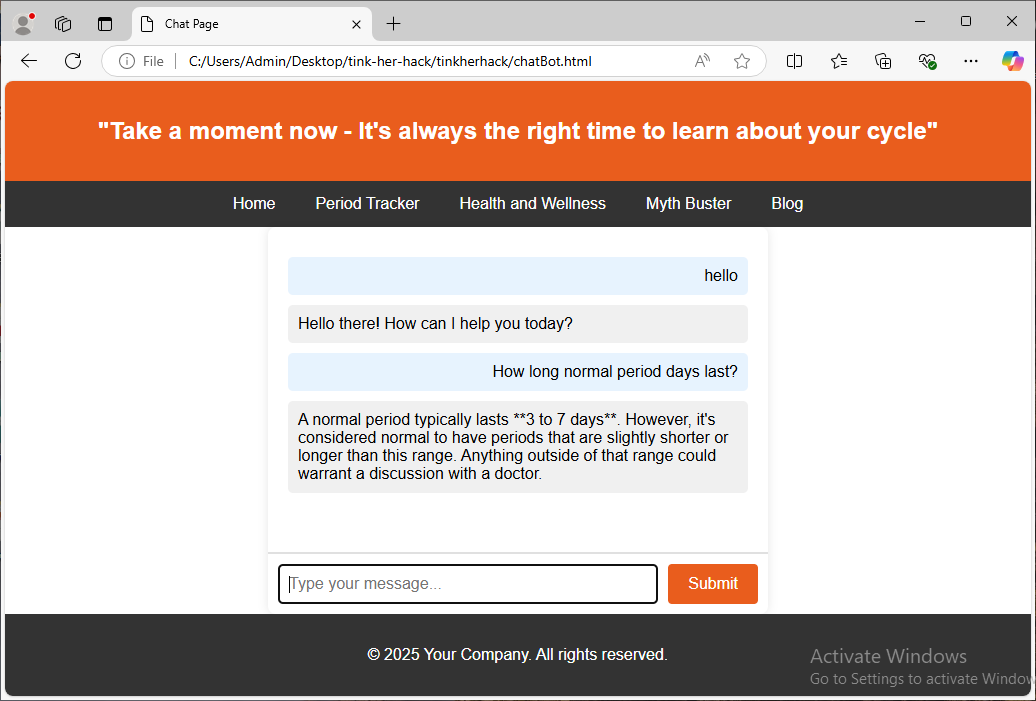 Chat Page
File
C:/Users/Admin/Desktop/tink-her-hack/tinkherhack/chatBot.html
"Take a moment now - It's always the right time to learn about your cycle"
Home
Period Tracker
Health and Wellness
Myth Buster
Blog
hello
Hello there! How can I help you today?
How long normal period days last?
A normal period typically lasts **3 to 7 days**. However, it's
considered normal to have periods that are slightly shorter or
longer than this range. Anything outside of that range could
warrant a discussion with a doctor.
Type your message...
Submit
© 2025 Your Company. All rights reserved.
Activate Windows
Go to Settings to activate Window